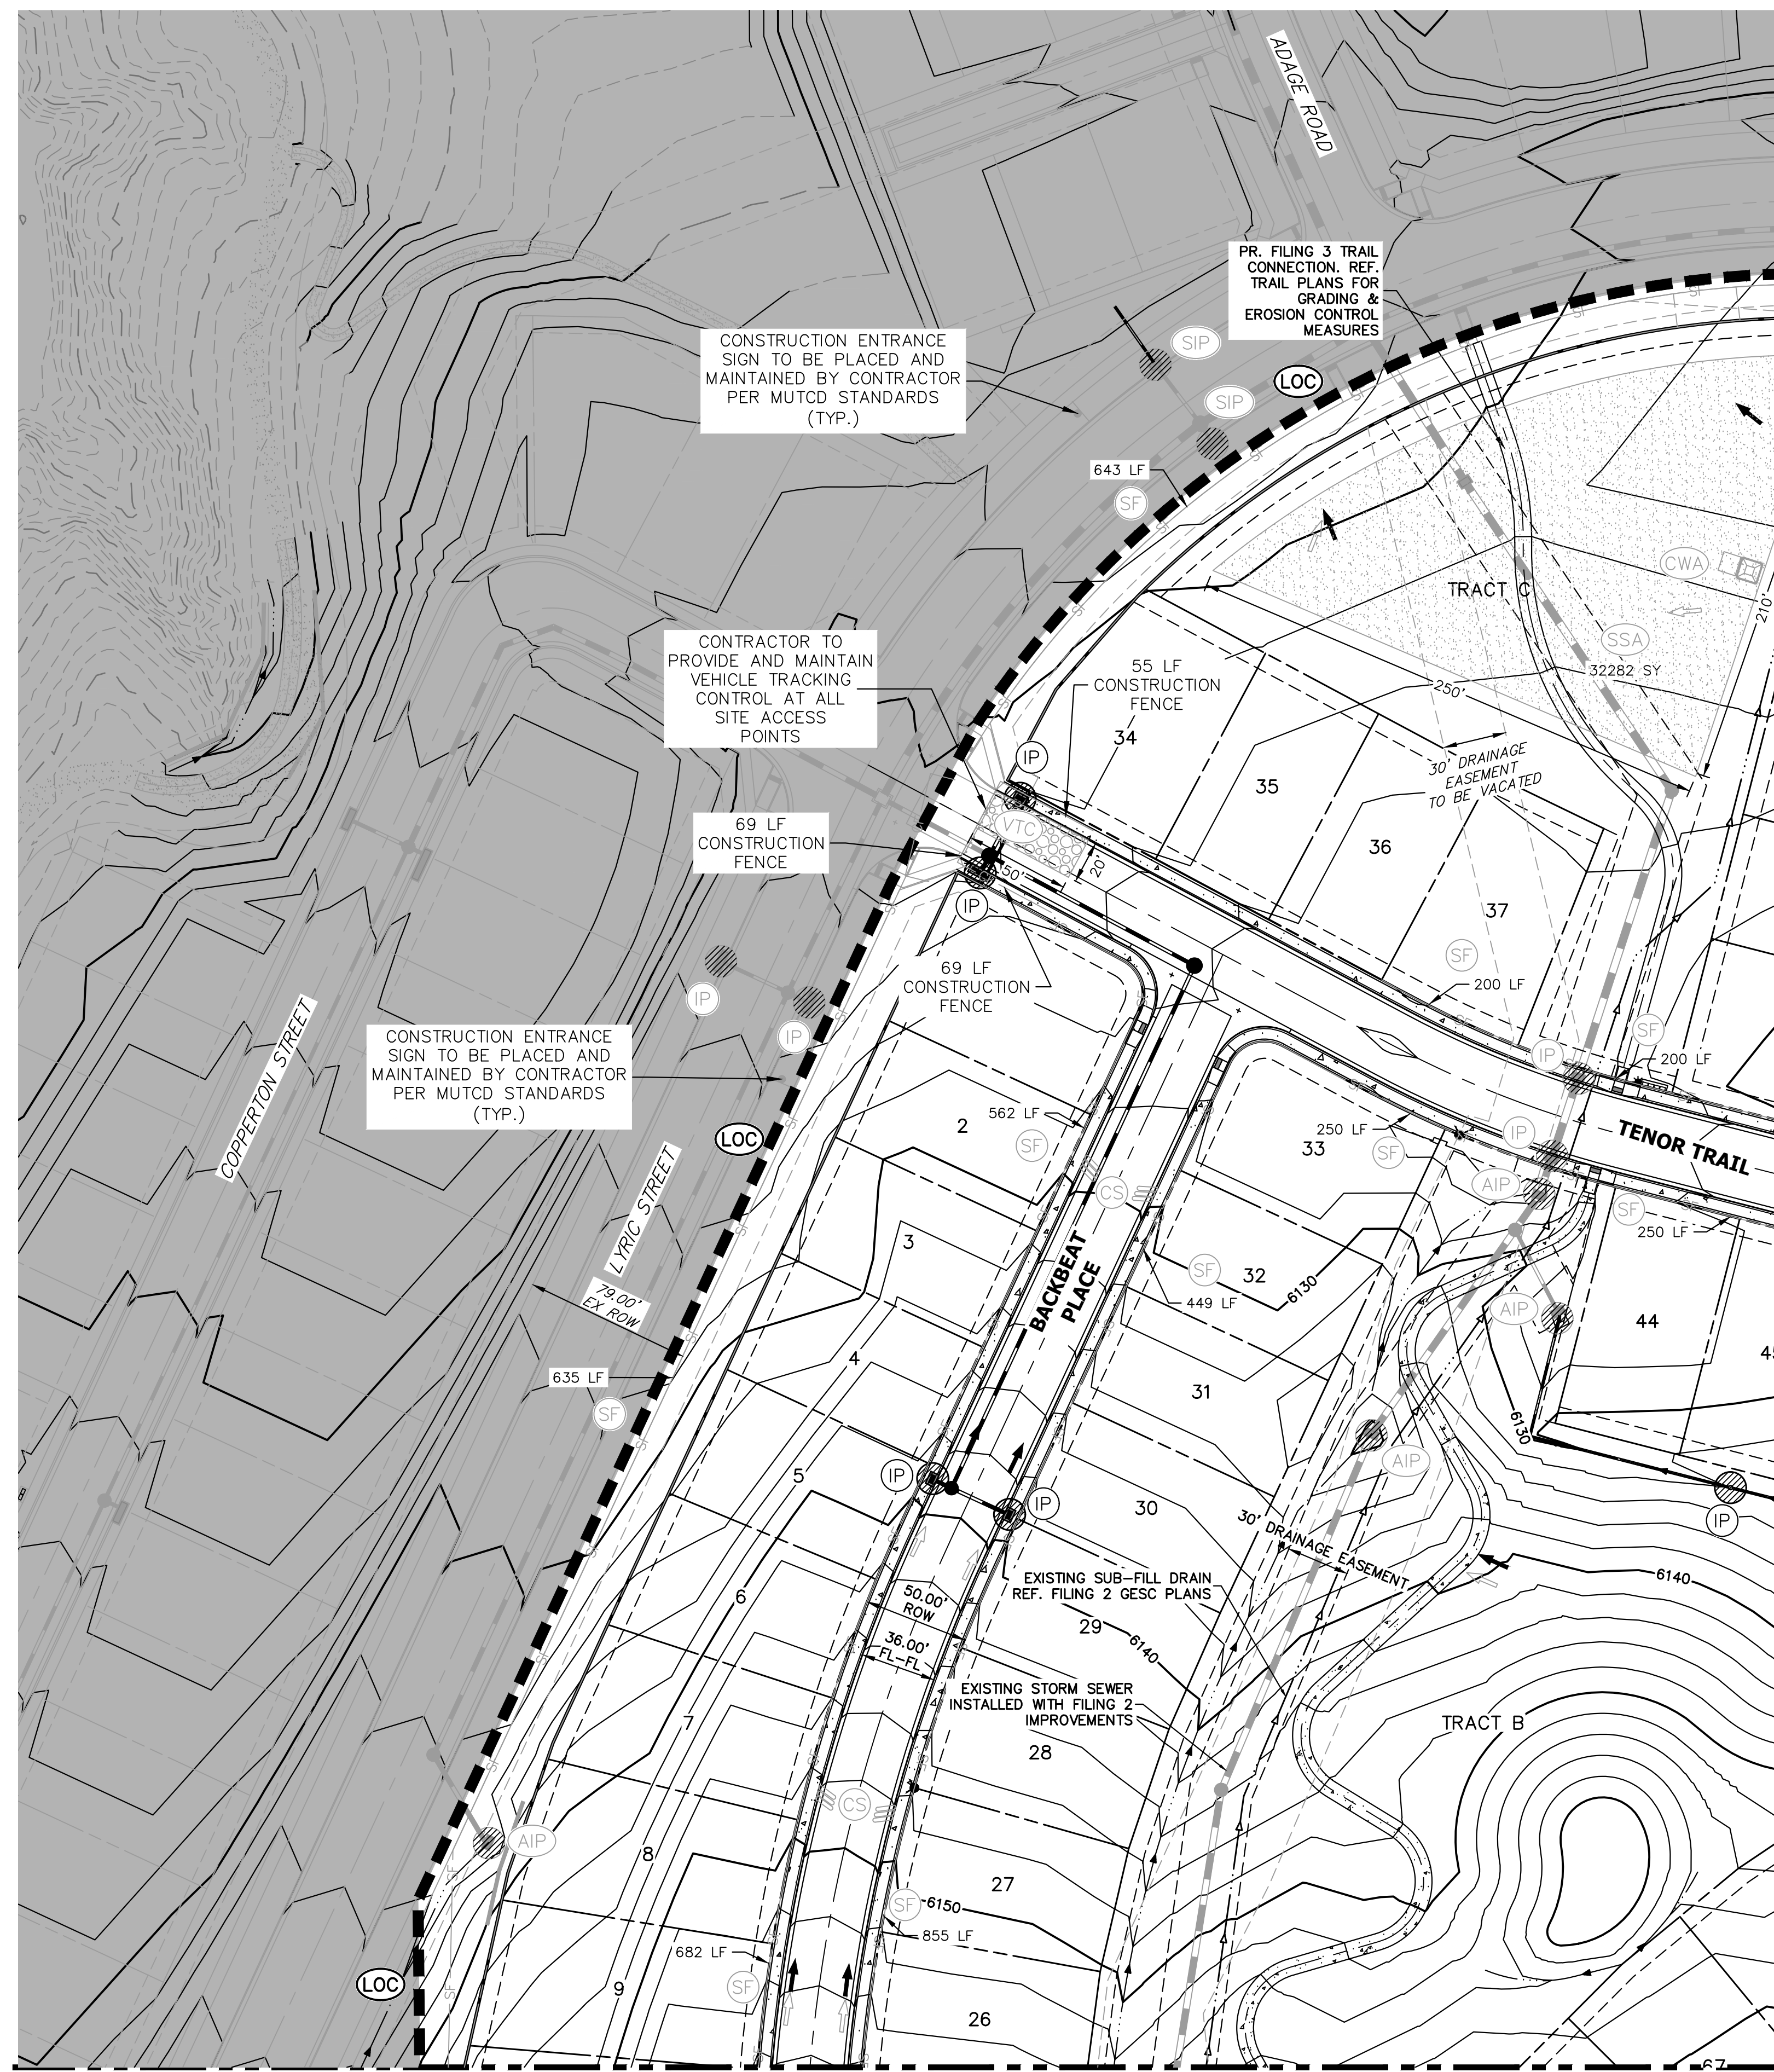 ADAGE ROAD
PR. FILING 3 TRAIL
CONNECTION. REF.
TRAIL PLANS FOR
GRADING &
EROSION CONTROL
MEASURES
CONSTRUCTION ENTRANCE
SIGN TO BE PLACED AND
MAINTAINED BY CONTRACTOR
PER MUTCD STANDARDS
(TYP.)
SIP
SIP
LOC
SF
643 LF
SF
SF
SF
CWA
TRACT C
210'
SSA
32282 SY
CONTRACTOR TO
PROVIDE AND MAINTAIN
VEHICLE TRACKING
CONTROL AT ALL
SITE ACCESS
POINTS
55 LF
CONSTRUCTION
FENCE
250'
34
IP
30' DRAINAGE
EASEMENT
TO BE VACATED
35
VTC
69 LF
CONSTRUCTION
FENCE
36
20'
50'
IP
37
SF
69 LF
CONSTRUCTION
FENCE
200 LF
IP
IP
SF
IP
200 LF
CONSTRUCTION ENTRANCE
SIGN TO BE PLACED AND
MAINTAINED BY CONTRACTOR
PER MUTCD STANDARDS
(TYP.)
COPPERTON STREET
562 LF
2
SF
LOC
250 LF
IP
33
SF
TENOR TRAIL
AIP
CS
SF
250 LF
LYRIC STREET
3
BACKBEAT
PLACE
SF
32
6130
449 LF
79.00'
EX ROW
AIP
44
45
4
635 LF
SF
31
6130
AIP
5
IP
IP
30
IP
30' DRAINAGE EASEMENT
EXISTING SUB-FILL DRAIN
REF. FILING 2 GESC PLANS
6140
50.00'
ROW
6
29
6140
36.00'
FL-FL
EXISTING STORM SEWER
INSTALLED WITH FILING 2
IMPROVEMENTS
7
TRACT B
28
CS
AIP
8
27
SF
6150
855 LF
682 LF
LOC
SF
9
26
67